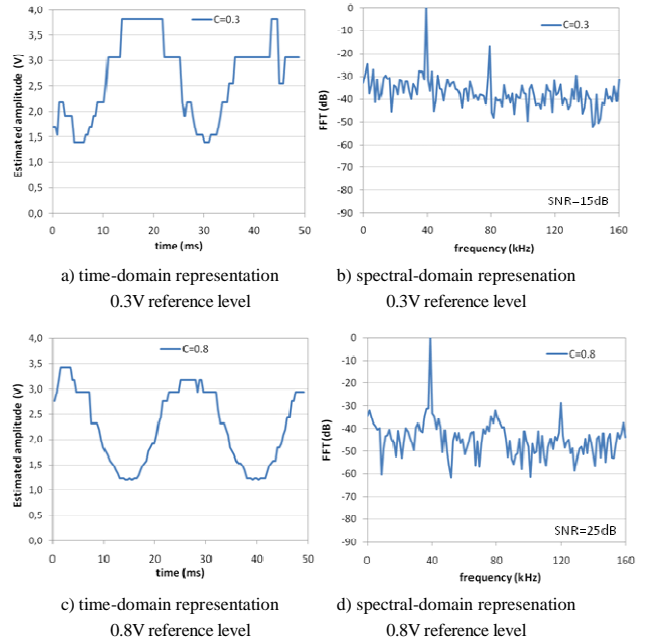 4,0
3,5
3,0
2,5
2,0
1,5
1,0
0,5
0,0
Estimated amplitude (V)
C=0.3
0 10 20 30 40 50
time (ms)
0
-10
-20
-30
-40
-50
-60
-70
-80
-90
FFT (dB)
C=0.3
SNR=15dB
0 40 80 120 160
frequency (kHz)
a) time-domain representation
0.3V reference level
b) spectral-domain represenation
0.3V reference level
4,0
3,5
3,0
2,5
2,0
1,5
1,0
0,5
0,0
Estimated amplitude (V)
C=0.8
0 10 20 30 40 50
time (ms)
0
-10
-20
-30
-40
-50
-60
-70
-80
-90
FFT (dB)
C=0.8
SNR=25dB
0 40 80 120 160
frequency (kHz)
c) time-domain representation
0.8V reference level
d) spectral-domain represenation
0.8V reference level